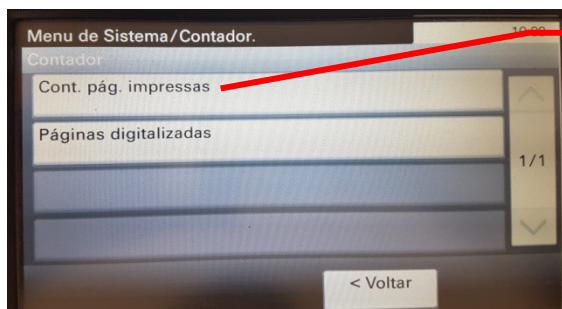 Menu de Sistema/Contador.
Contador
Cont. pág. impressas
Páginas digitalizadas
1/1
< Voltar